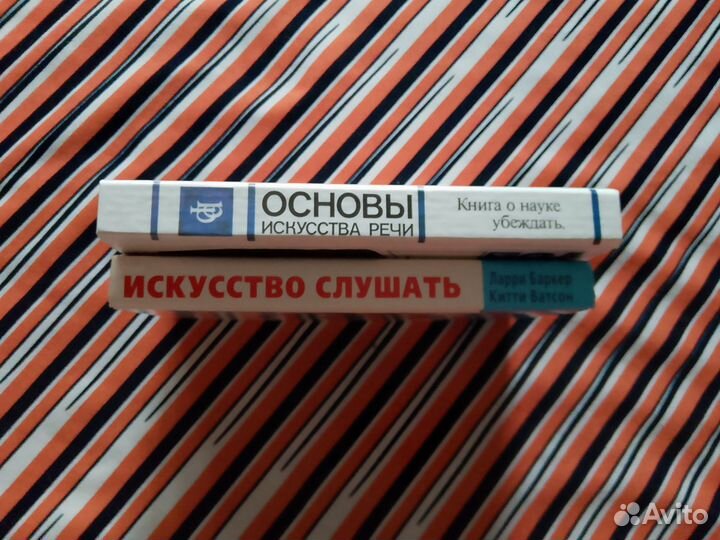 ОСНОВЫ
ИСКУССТВА РЕЧИ
Книга о науке
убеждать.
ИСКУССТВО СЛУШАТЬ
Ларри Баркер
Китти Ватсон
Avito